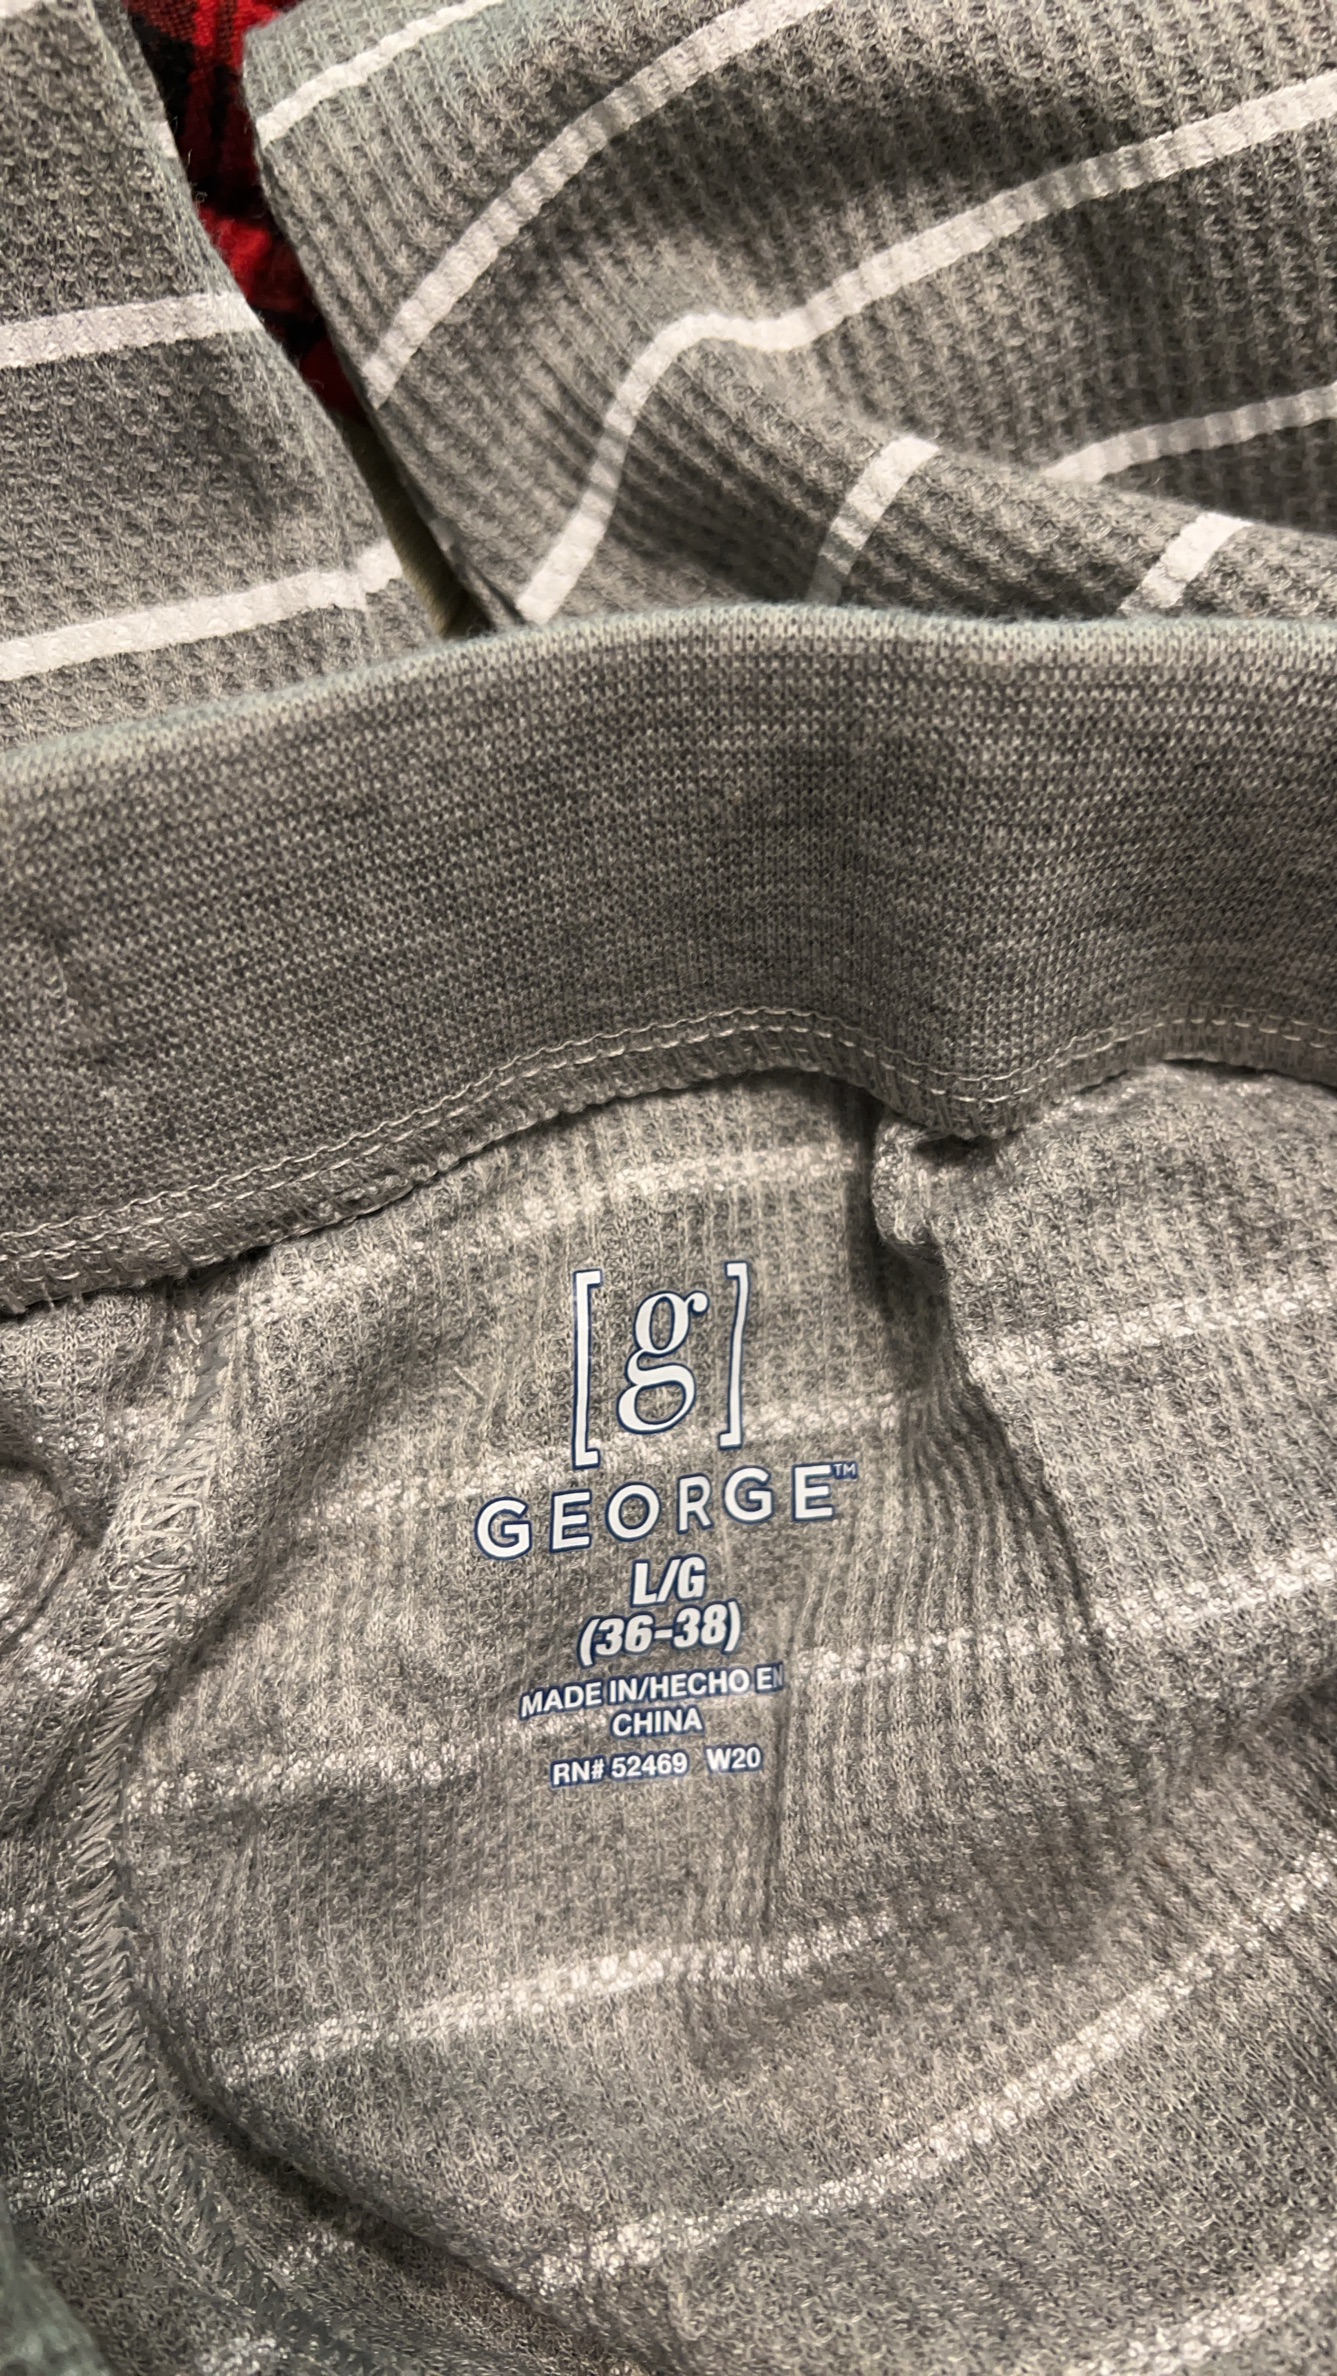 [g]
GEORGE™
L/G
(36-38)
MADE IN/HECHO EN
CHINA
RN# 52469 W20